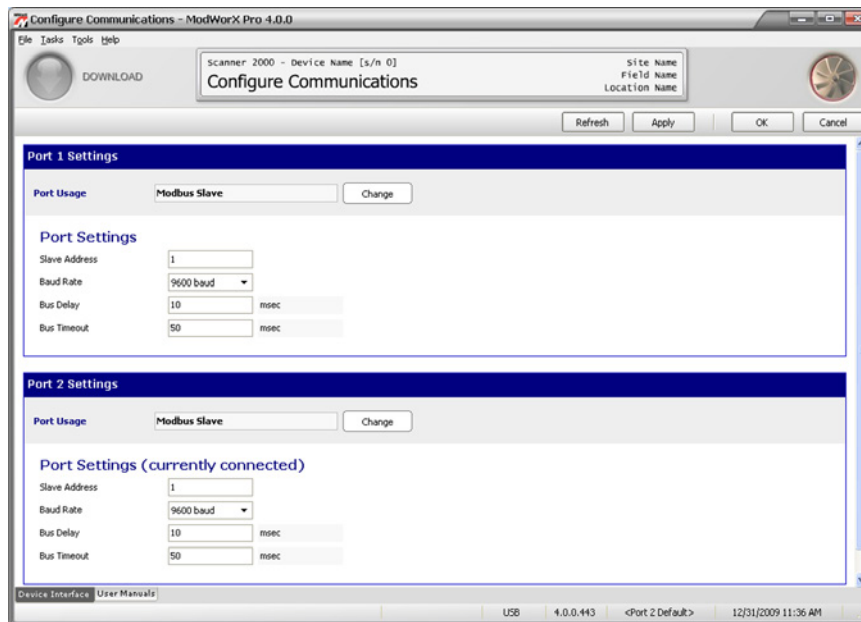 Configure Communications - ModWorX Pro 4.0.0
File Tasks Tools Help
DOWNLOAD
Scanner 2000 - Device Name [s/n 0]
Configure Communications
Site Name
Field Name
Location Name
Refresh Apply OK Cancel
Port 1 Settings
Port Usage Modbus Slave Change
Port Settings
Slave Address 1
Baud Rate 9600 baud
Bus Delay 10 msec
Bus Timeout 50 msec
Port 2 Settings
Port Usage Modbus Slave Change
Port Settings (currently connected)
Slave Address 1
Baud Rate 9600 baud
Bus Delay 10 msec
Bus Timeout 50 msec
Device Interface User Manuals
USB 4.0.0.443 <Port 2 Default> 12/31/2009 11:36 AM